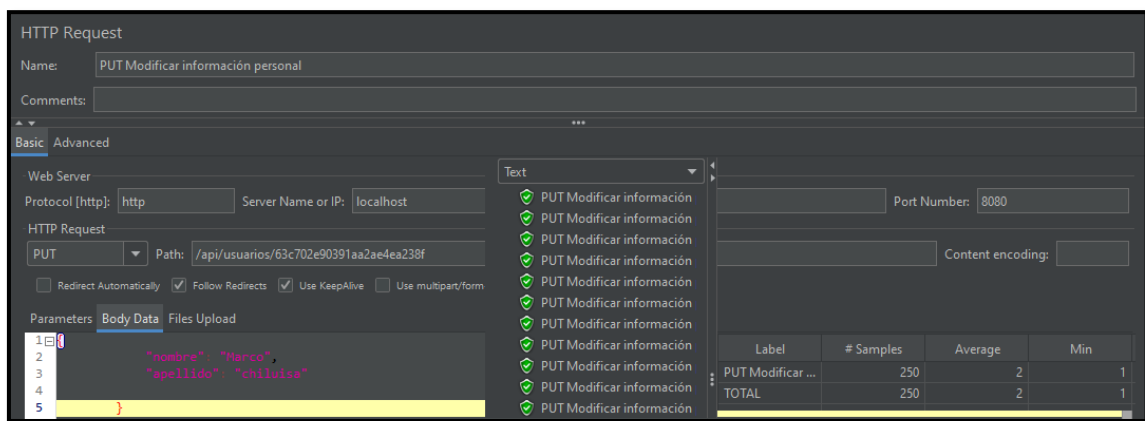 HTTP Request
Name: PUT Modificar información personal
Comments:
Basic Advanced
Web Server
Protocol [http]: http Server Name or IP: localhost Port Number: 8080
HTTP Request
PUT Path: /api/usuarios/63c702e90391aa2ae4ea238f Content encoding:
Redirect Automatically Follow Redirects Use KeepAlive Use multipart/form
Parameters Body Data Files Upload
1 {
2 "nombre": "Marco",
3 "apellido": "chiluisa"
4
5 }
Text
PUT Modificar información
PUT Modificar información
PUT Modificar información
PUT Modificar información
PUT Modificar información
PUT Modificar información
PUT Modificar información
PUT Modificar información
PUT Modificar información
PUT Modificar información
PUT Modificar información
Label # Samples Average Min
PUT Modificar ... 250 2 1
TOTAL 250 2 1